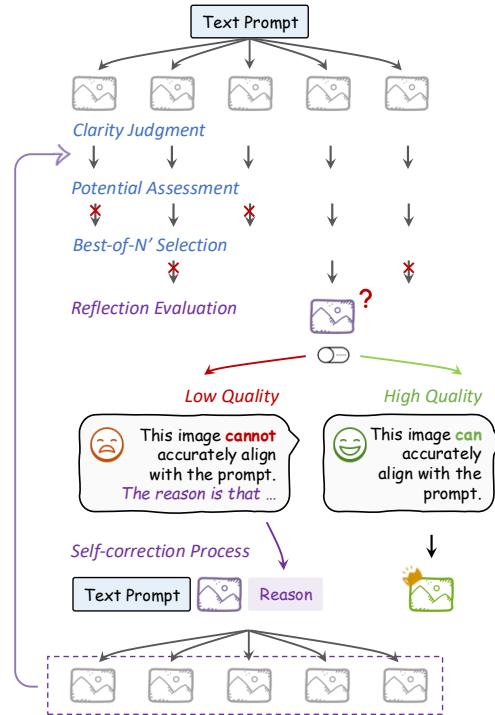 Text Prompt
Clarity Judgment
Potential Assessment
Best-of-N’ Selection
Reflection Evaluation
?
Low Quality
High Quality
This image cannot
accurately align
with the prompt.
The reason is that …
This image can
accurately
align with the
prompt.
Self-correction Process
Text Prompt
Reason